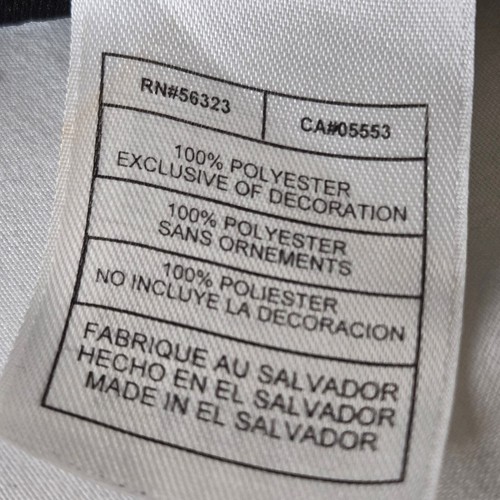 RN#56323 CA#05553
100% POLYESTER
EXCLUSIVE OF DECORATION
100% POLYESTER
SANS ORNEMENTS
100% POLIESTER
NO INCLUYE LA DECORACION
FABRIQUE AU SALVADOR
HECHO EN EL SALVADOR
MADE IN EL SALVADOR